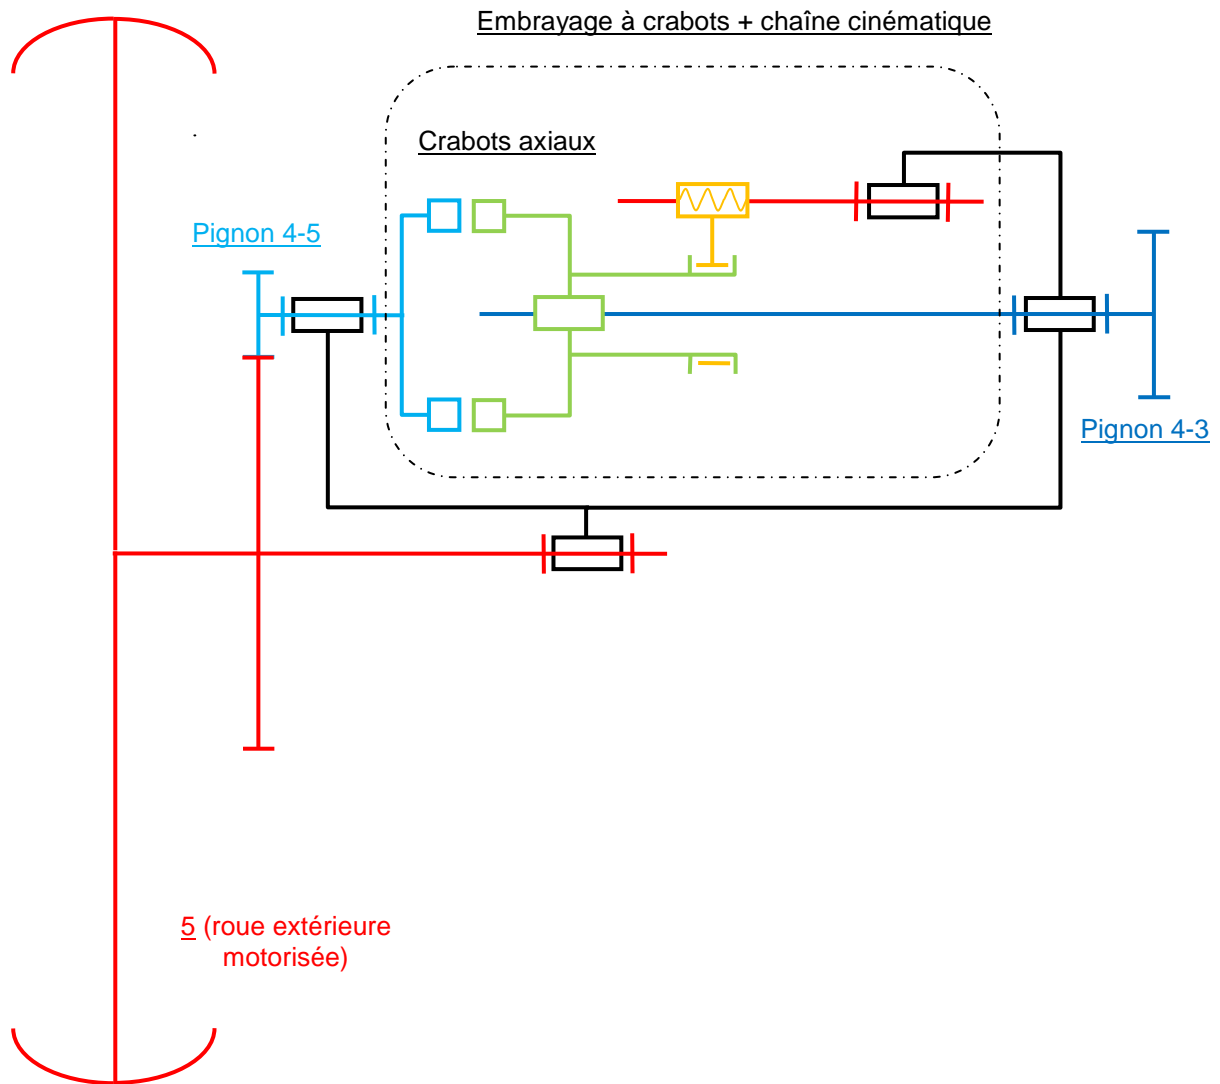 Embrayage à crabots + chaîne cinématique
Crabots axiaux
Pignon 4-5
Pignon 4-3
5 (roue extérieure
motorisée)